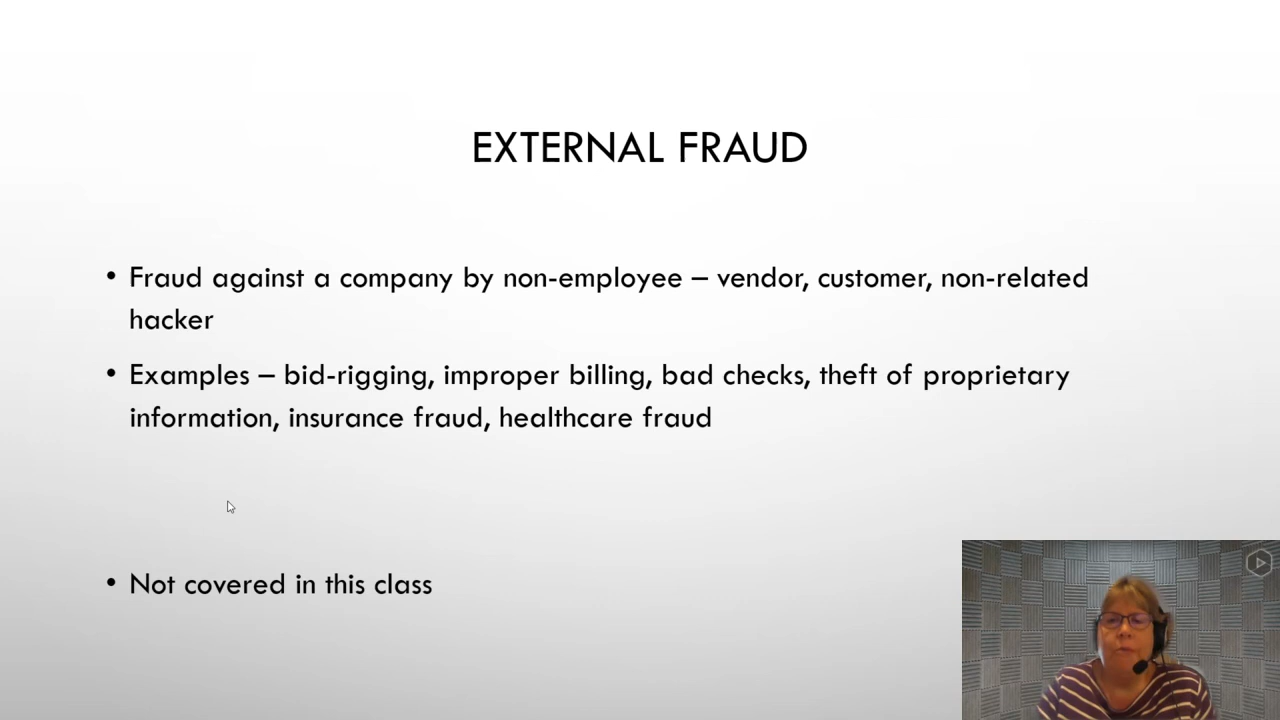 EXTERNAL FRAUD
• Fraud against a company by non-employee – vendor, customer, non-related
hacker
• Examples – bid-rigging, improper billing, bad checks, theft of proprietary
information, insurance fraud, healthcare fraud
• Not covered in this class